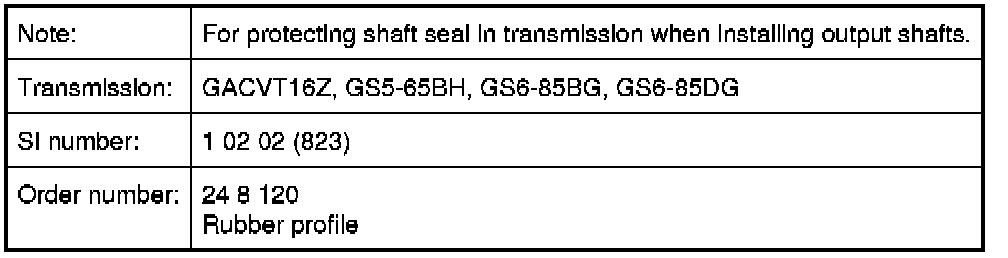 Note: For protecting shaft seal in transmission when installing output shafts.
Transmission: GACVT16Z, GS5-65BH, GS6-85BG, GS6-85DG
SI number: 1 02 02 (823)
Order number: 24 8 120
Rubber profile